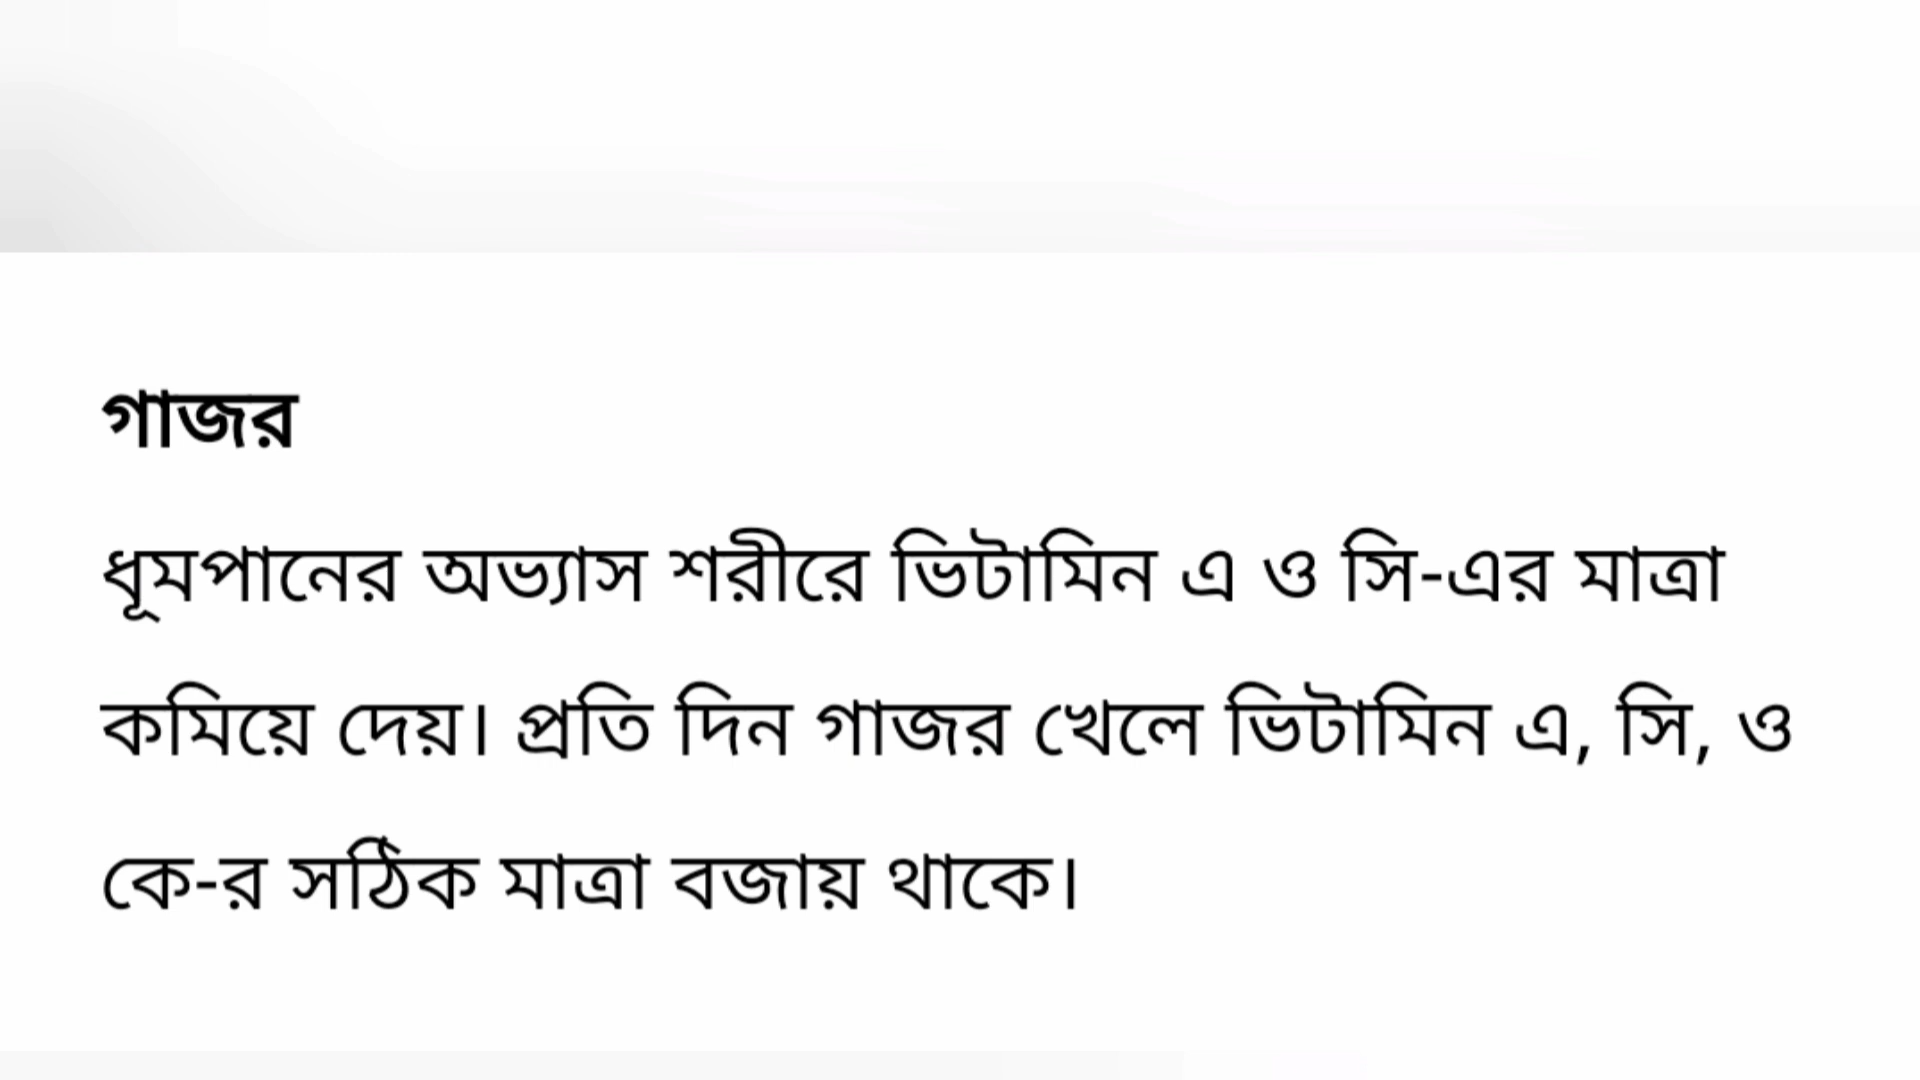 গাজর
ধূমপানের অভ্যাস শরীরে ভিটামিন এ ও সি-এর মাত্রা
কমিয়ে দেয়। প্রতি দিন গাজর খেলে ভিটামিন এ, সি, ও
কে-র সঠিক মাত্রা বজায় থাকে।